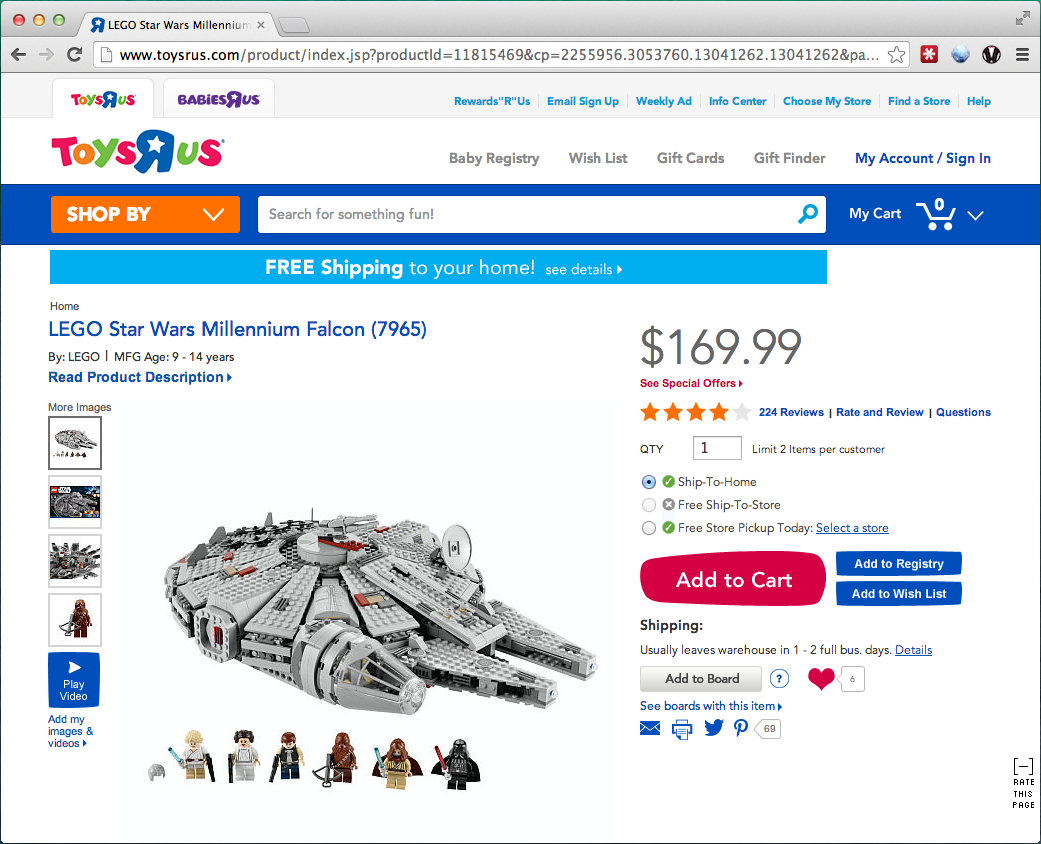 LEGO Star Wars Millennium
www.toysrus.com/product/index.jsp?productId=11815469&cp=2255956.3053760.13041262.13041262&pa...
ToysRUs
BABIESRUS
Rewards"R"Us
Email Sign Up
Weekly Ad
Info Center
Choose My Store
Find a Store
Help
ToysRUs
Baby Registry
Wish List
Gift Cards
Gift Finder
My Account / Sign In
SHOP BY
Search for something fun!
My Cart
0
FREE Shipping to your home! see details
Home
LEGO Star Wars Millennium Falcon (7965)
By: LEGO | MFG Age: 9 - 14 years
Read Product Description
More Images
Play
Video
Add my
images &
videos
$169.99
See Special Offers
224 Reviews | Rate and Review | Questions
QTY 1 Limit 2 Items per customer
Ship-To-Home
Free Ship-To-Store
Free Store Pickup Today: Select a store
Add to Cart
Add to Registry
Add to Wish List
Shipping:
Usually leaves warehouse in 1 - 2 full bus. days. Details
Add to Board
?
6
See boards with this item
69
[-]
RATE
THIS
PAGE